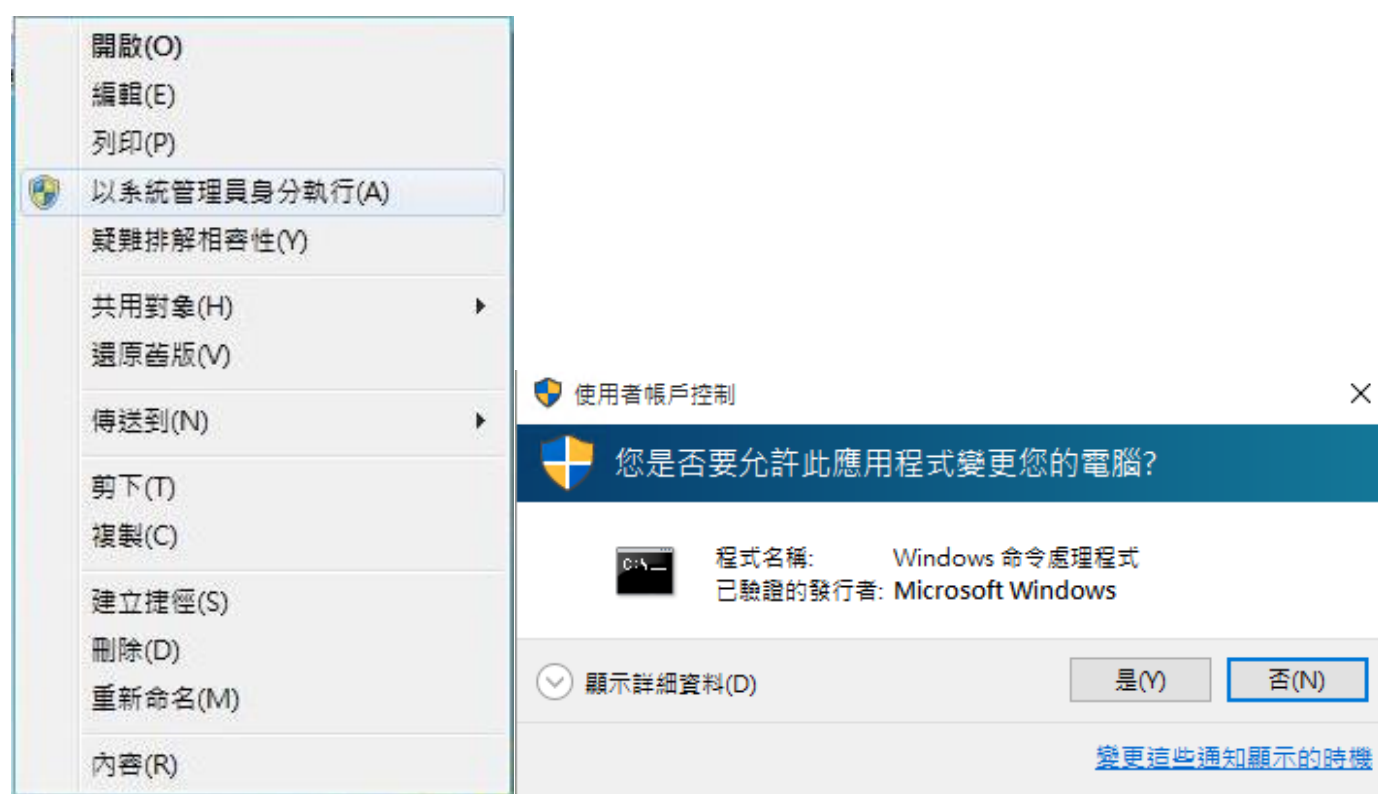 開啟(O)
編輯(E)
列印(P)
以系統管理員身分執行(A)
疑難排解相容性(Y)
共用對象(H)
還原舊版(V)
傳送到(N)
剪下(T)
複製(C)
建立捷徑(S)
刪除(D)
重新命名(M)
內容(R)
使用者帳戶控制
您是否要允許此應用程式變更您的電腦?
C:\_
程式名稱: Windows 命令處理程式
已驗證的發行者: Microsoft Windows
顯示詳細資料(D)
是(Y) 否(N)
變更這些通知顯示的時機